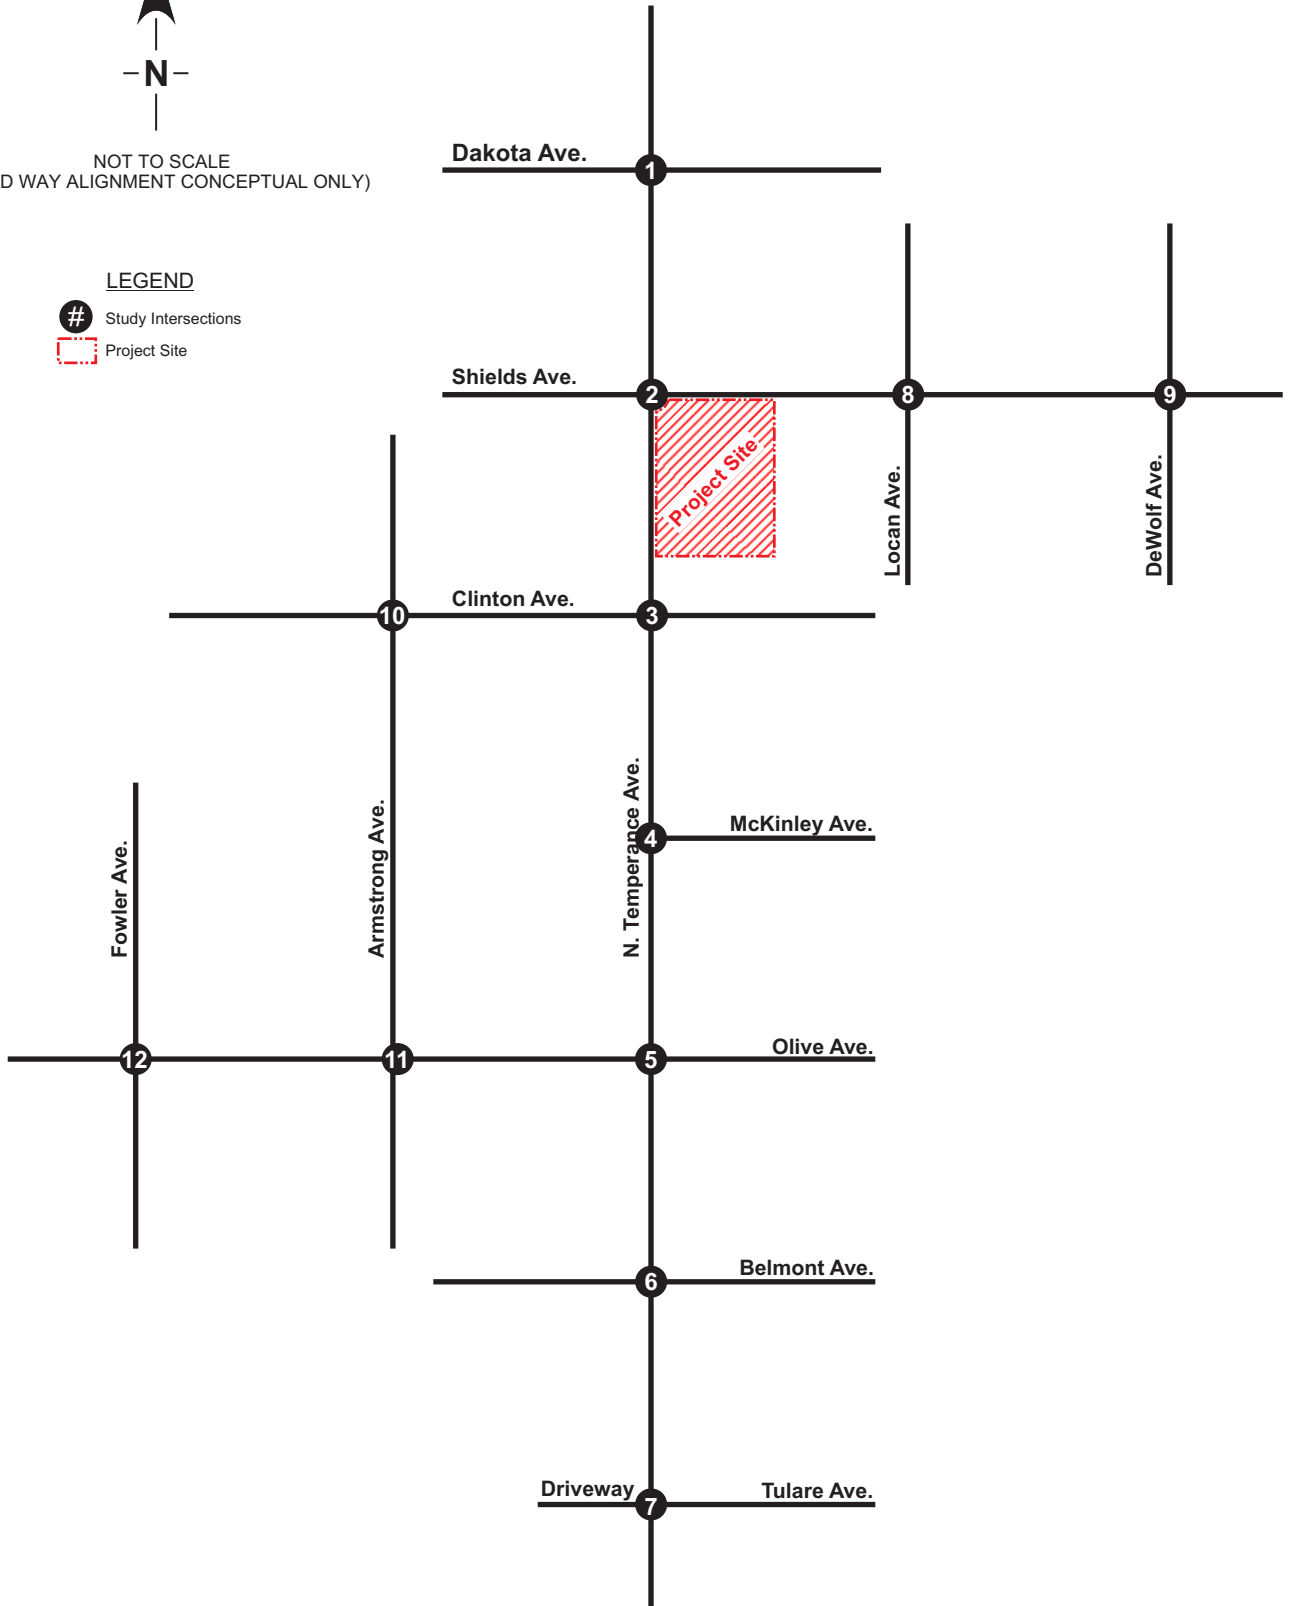 N
NOT TO SCALE
D WAY ALIGNMENT CONCEPTUAL ONLY)
LEGEND
# Study Intersections
Project Site
Dakota Ave.
1
Shields Ave.
2
8
9
Project Site
Locan Ave.
DeWolf Ave.
Clinton Ave.
10
3
N. Temperance Ave.
McKinley Ave.
4
Armstrong Ave.
Fowler Ave.
Olive Ave.
12
11
5
Belmont Ave.
6
Driveway
Tulare Ave.
7